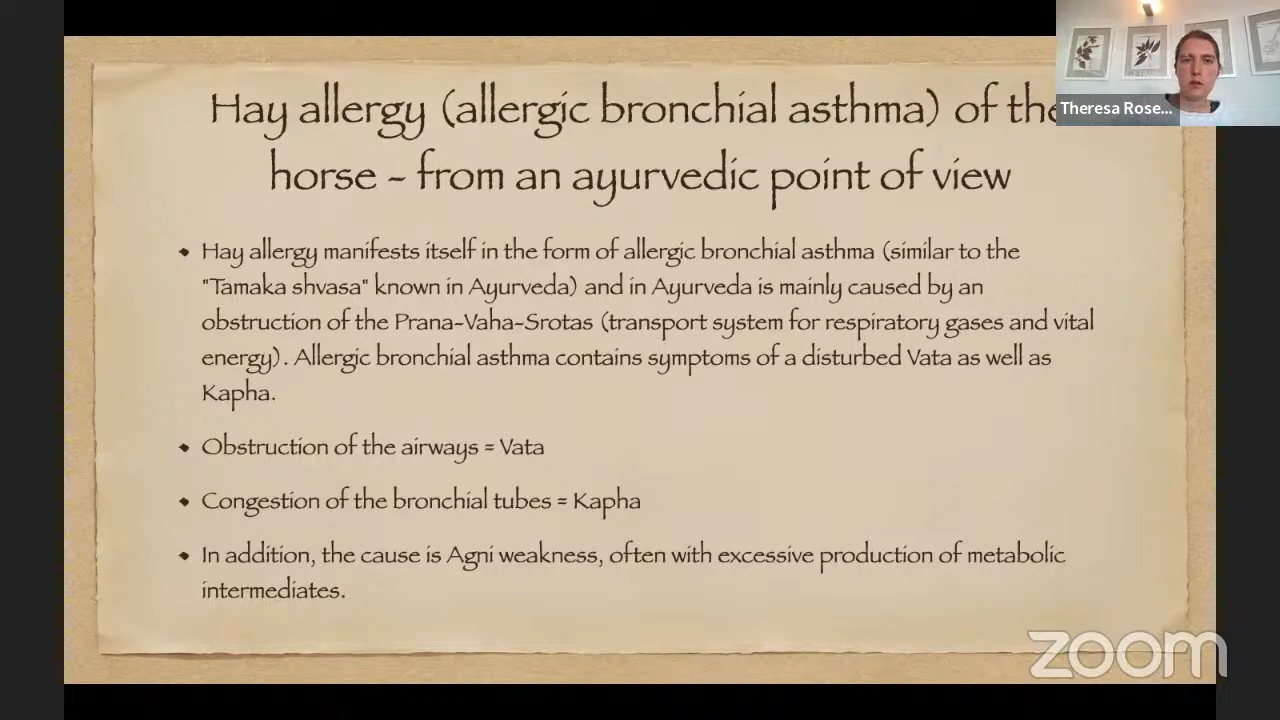 Hay allergy (allergic bronchial asthma) of the
horse - from an ayurvedic point of view
Theresa Rose...
• Hay allergy manifests itself in the form of allergic bronchial asthma (similar to the
"Tamaka shvasa" known in Ayurveda) and in Ayurveda is mainly caused by an
obstruction of the Prana-Vaha-Srotas (transport system for respiratory gases and vital
energy). Allergic bronchial asthma contains symptoms of a disturbed Vata as well as
Kapha.
• Obstruction of the airways = Vata
• Congestion of the bronchial tubes = Kapha
• In addition, the cause is Agni weakness, often with excessive production of metabolic
intermediates.
zoom